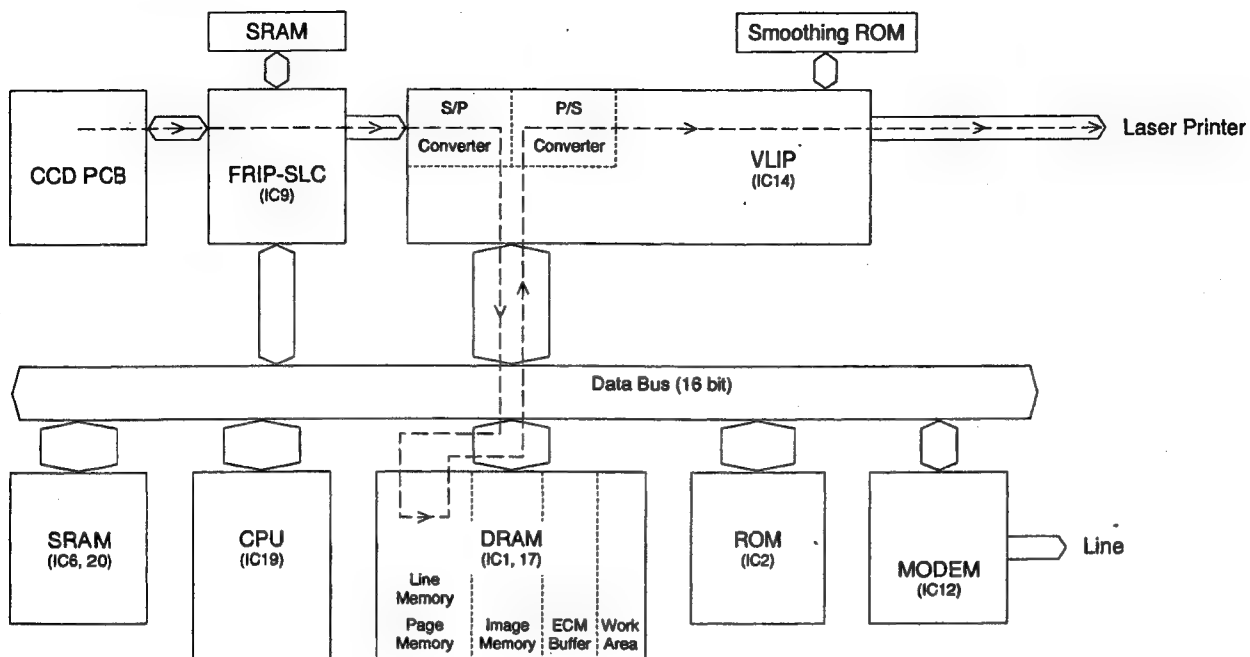 SRAM
Smoothing ROM
CCD PCB
FRIP-SLC
(IC9)
S/P
Converter
P/S
Converter
VLIP
(IC14)
Laser Printer
Data Bus (16 bit)
SRAM
(IC6, 20)
CPU
(IC19)
DRAM
(IC1, 17)
Line
Memory
Page
Memory
Image
Memory
ECM
Buffer
Work
Area
ROM
(IC2)
MODEM
(IC12)
Line